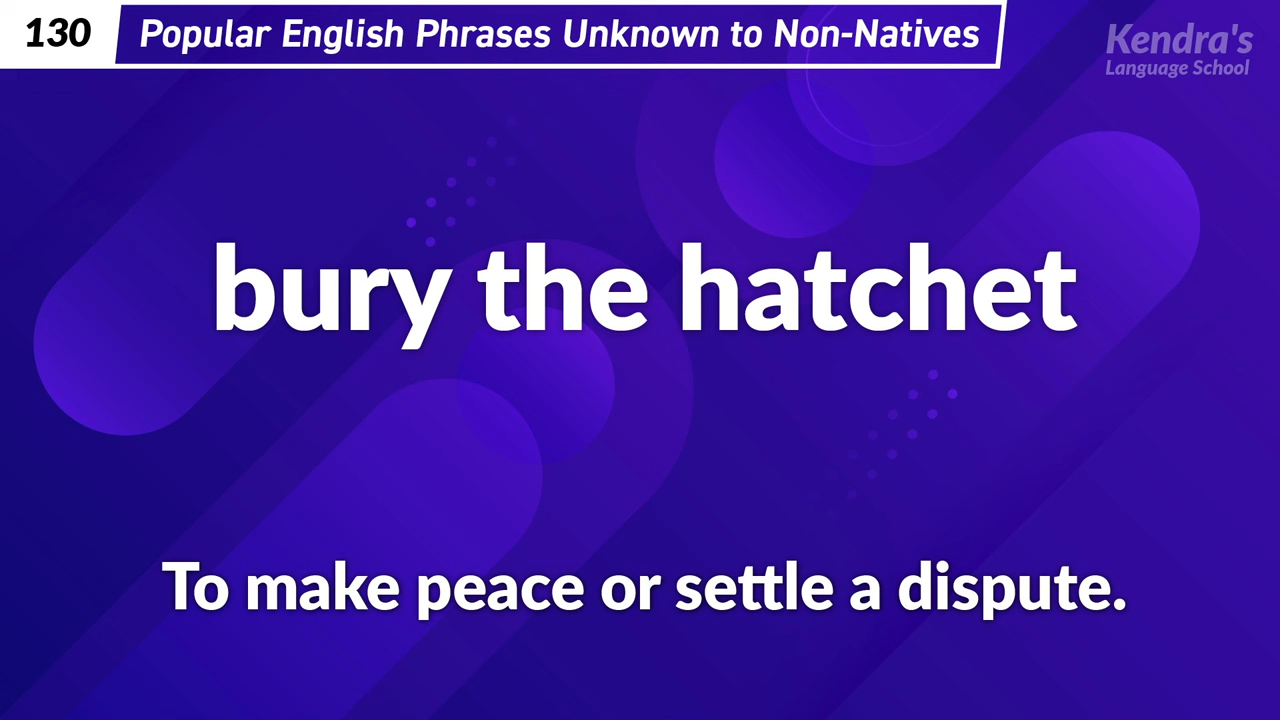 130
Popular English Phrases Unknown to Non-Natives
Kendra's
Language School
bury the hatchet
To make peace or settle a dispute.